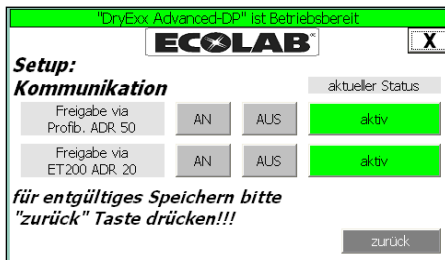 "DryExx Advanced-DP" ist Betriebsbereit
ECOLAB®
X
Setup:
Kommunikation
aktueller Status
Freigabe via
Profib. ADR 50
AN
AUS
aktiv
Freigabe via
ET200 ADR 20
AN
AUS
aktiv
für entgültiges Speichern bitte
"zurück" Taste drücken!!!
zurück